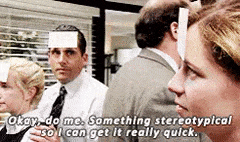 Okay, do me. Something stereotypical
so I can get it really quick.